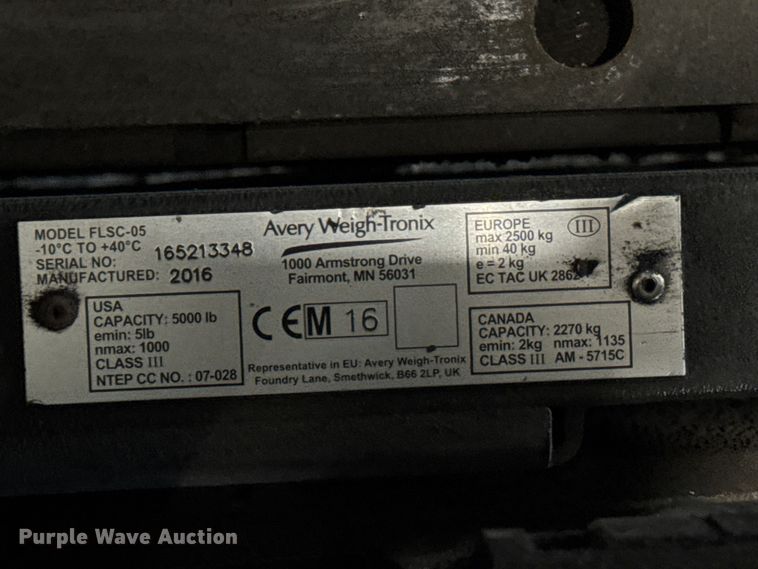 MODEL FLSC-05
-10°C TO +40°C
SERIAL NO: 165213348
MANUFACTURED: 2016
USA
CAPACITY: 5000 lb
emin: 5lb
nmax: 1000
CLASS III
NTEP CC NO. : 07-028
Avery Weigh-Tronix
1000 Armstrong Drive
Fairmont, MN 56031
CE M 16
Representative in EU: Avery Weigh-Tronix
Foundry Lane, Smethwick, B66 2LP, UK
EUROPE III
max 2500 kg
min 40 kg
e = 2 kg
EC TAC UK
CANADA
CAPACITY: 2270 kg
emin: 2kg nmax: 1135
CLASS III AM - 5715C
Purple Wave Auction